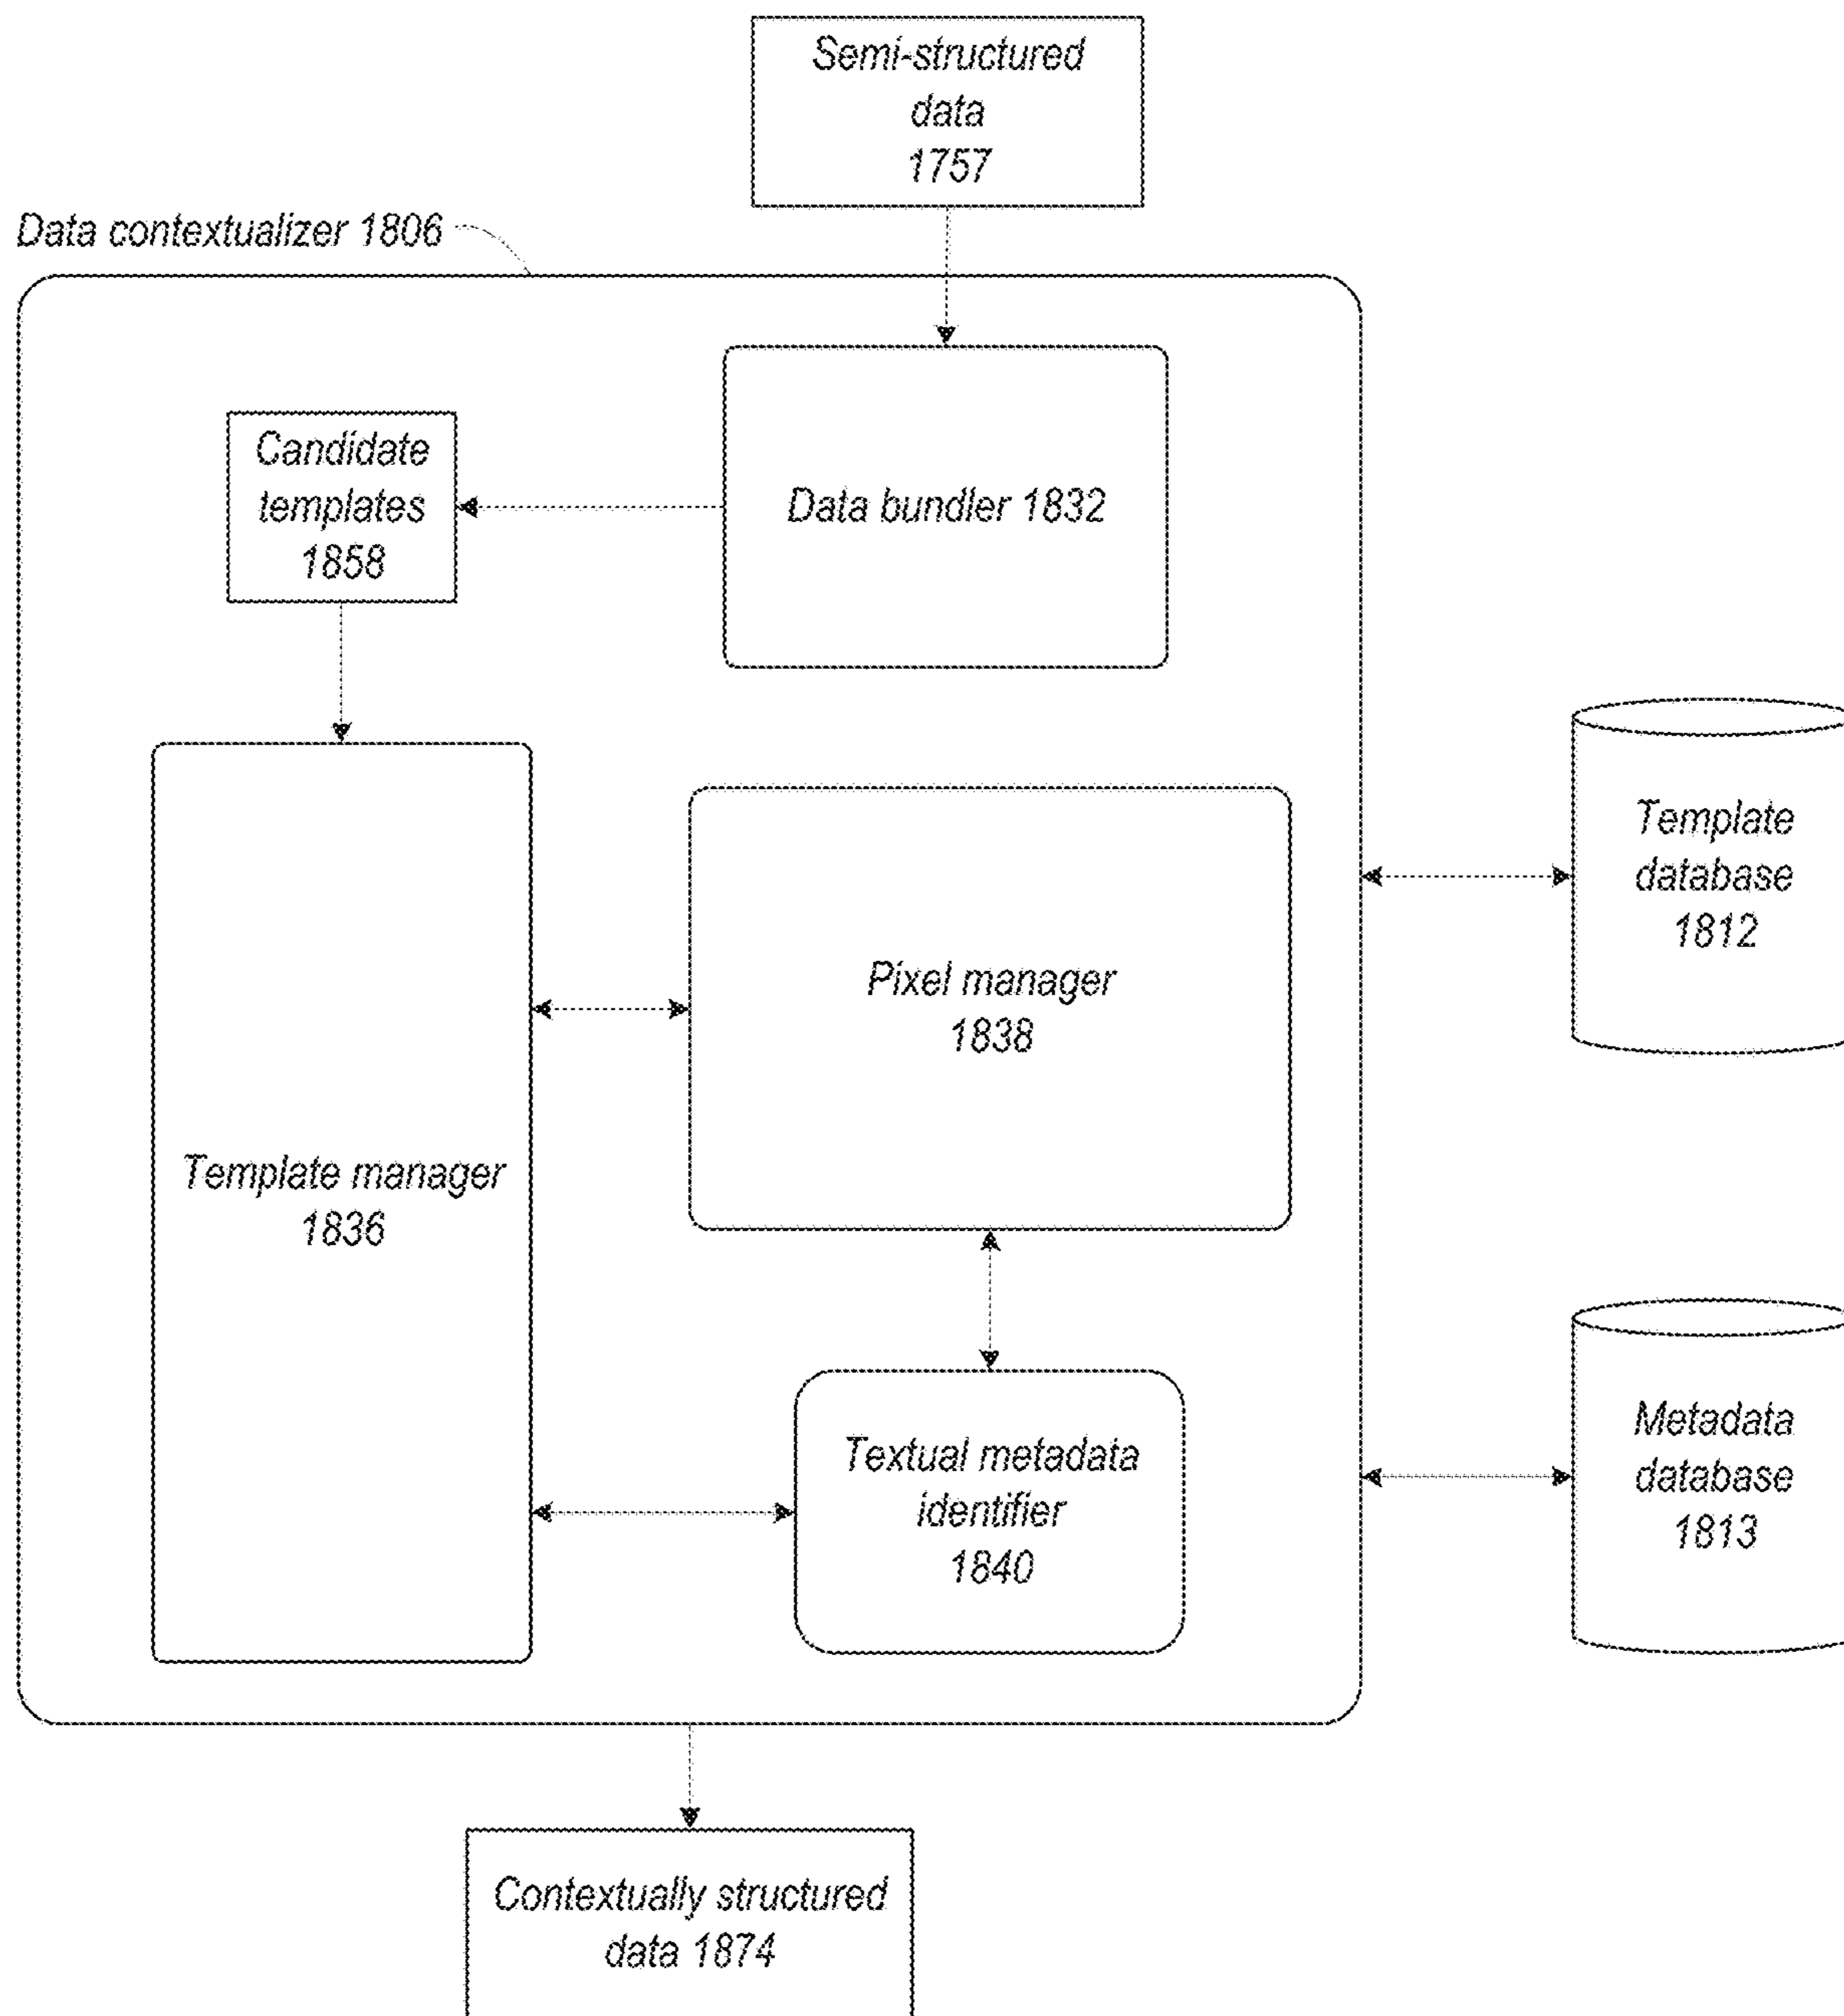 Semi-structured
data
1757
Data contextualizer 1806
Candidate
templates
1858
Data bundler 1832
Template
database
1812
Pixel manager
1838
Template manager
1836
Metadata
database
1813
Textual metadata
identifier
1840
Contextually structured
data 1874